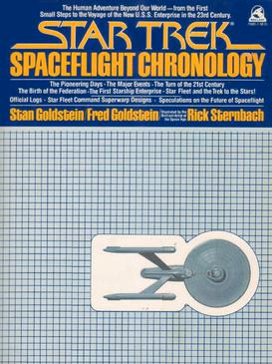 The Human Adventure Beyond Our World — from the First
Small Steps to the Voyage of the New U.S.S. Enterprise in the 23rd Century.
STAR TREK®
SPACEFLIGHT CHRONOLOGY
The Pioneering Days · The Major Events · The Turn of the 21st Century
The Birth of the Federation · The First Starship Enterprise · Star Fleet and the Trek to the Stars!
Official Logs · Star Fleet Command Superwarp Designs · Speculations on the Future of Spaceflight
Stan Goldstein Fred Goldstein Illustrated by the Rick Sternbach